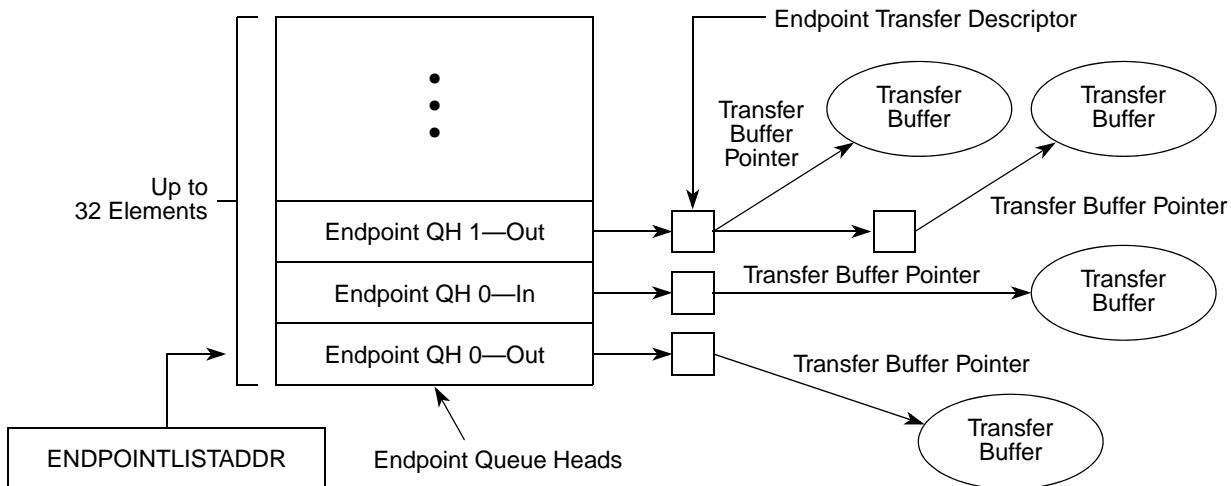 Endpoint Transfer Descriptor
Transfer
Buffer
Transfer
Buffer
Transfer
Buffer
Pointer
Up to
32 Elements
Transfer Buffer Pointer
Endpoint QH 1—Out
Transfer Buffer Pointer
Endpoint QH 0—In
Transfer
Buffer
Endpoint QH 0—Out
Transfer Buffer Pointer
Transfer
Buffer
ENDPOINTLISTADDR
Endpoint Queue Heads